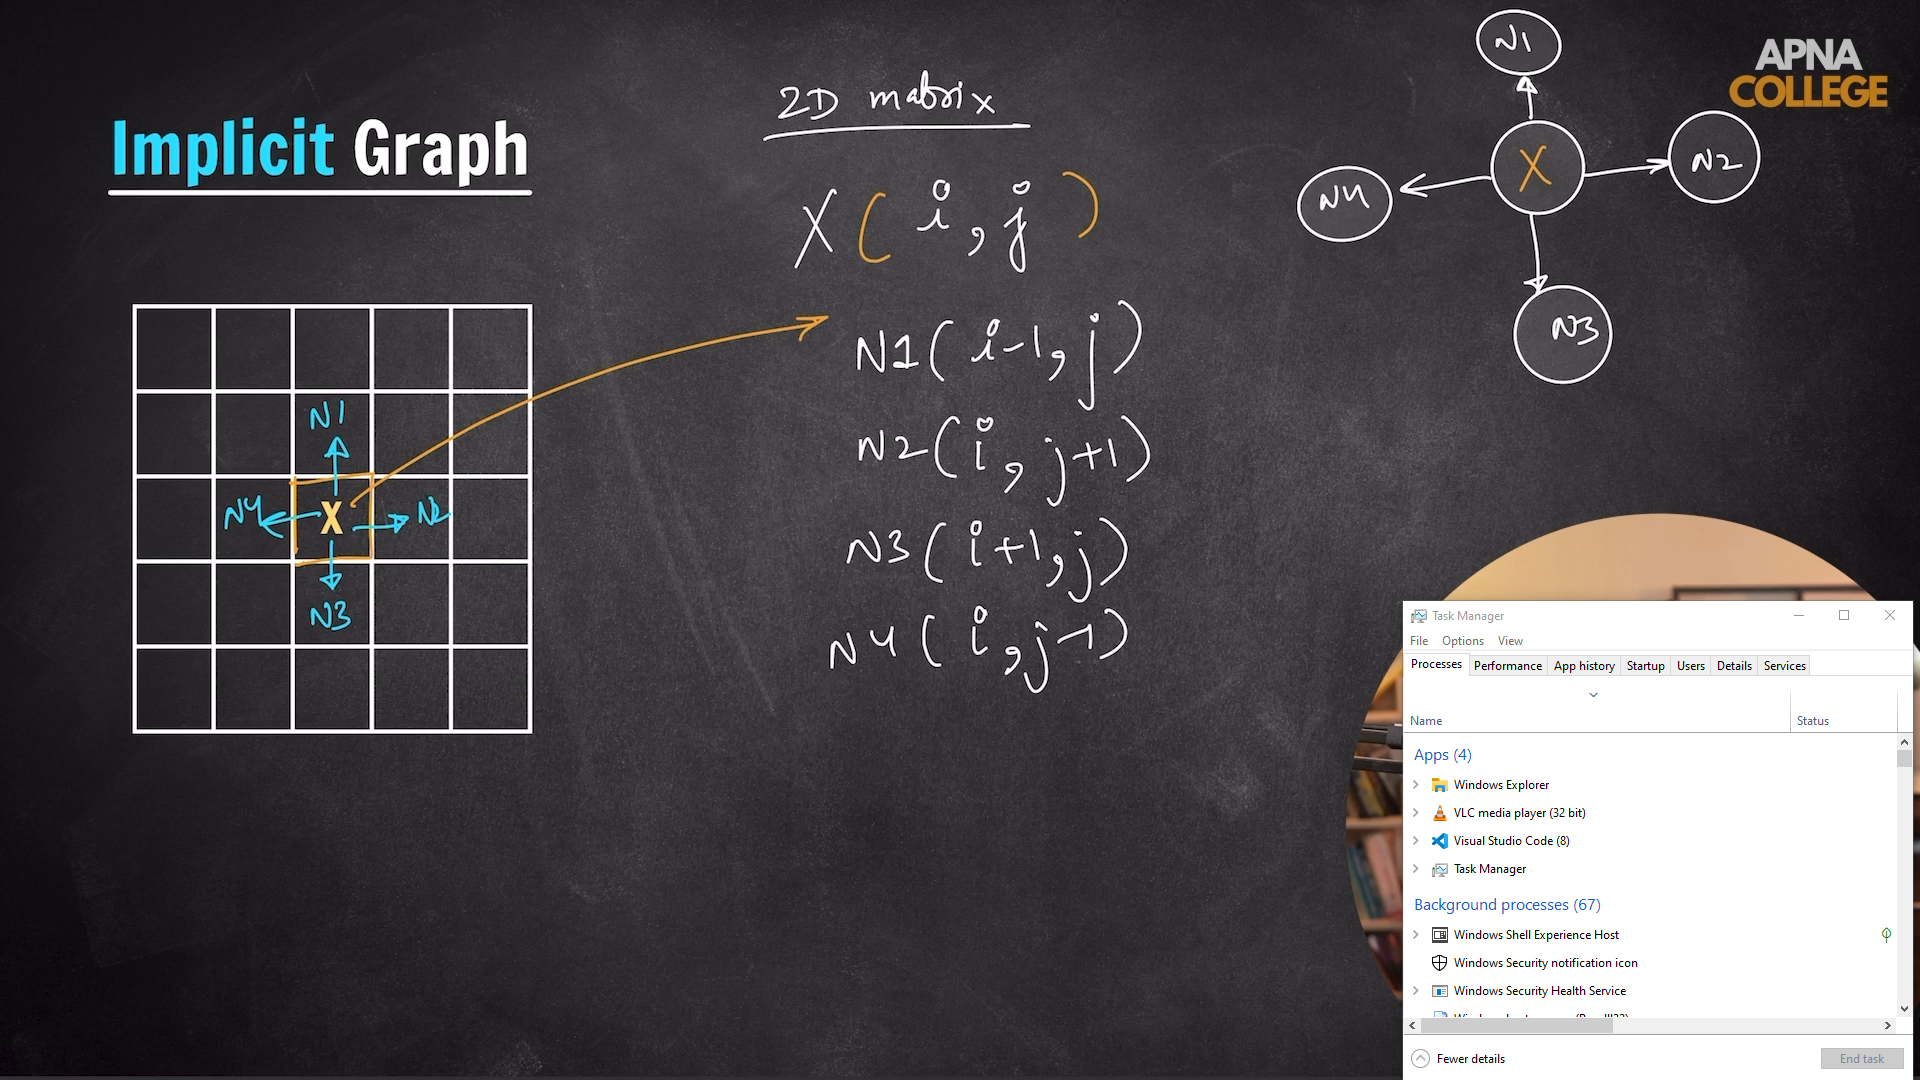 APNA
COLLEGE
Implicit Graph
2D matrix
X ( i , j )
N1 ( i-1 , j )
N2 ( i , j+1 )
N3 ( i+1 , j )
N4 ( i , j-1 )
N1
N4 X N2
N3
N1
N4 X N2
N3
Task Manager
File Options View
Processes Performance App history Startup Users Details Services
Name Status
Apps (4)
Windows Explorer
VLC media player (32 bit)
Visual Studio Code (8)
Task Manager
Background processes (67)
Windows Shell Experience Host
Windows Security notification icon
Windows Security Health Service
Fewer details End task